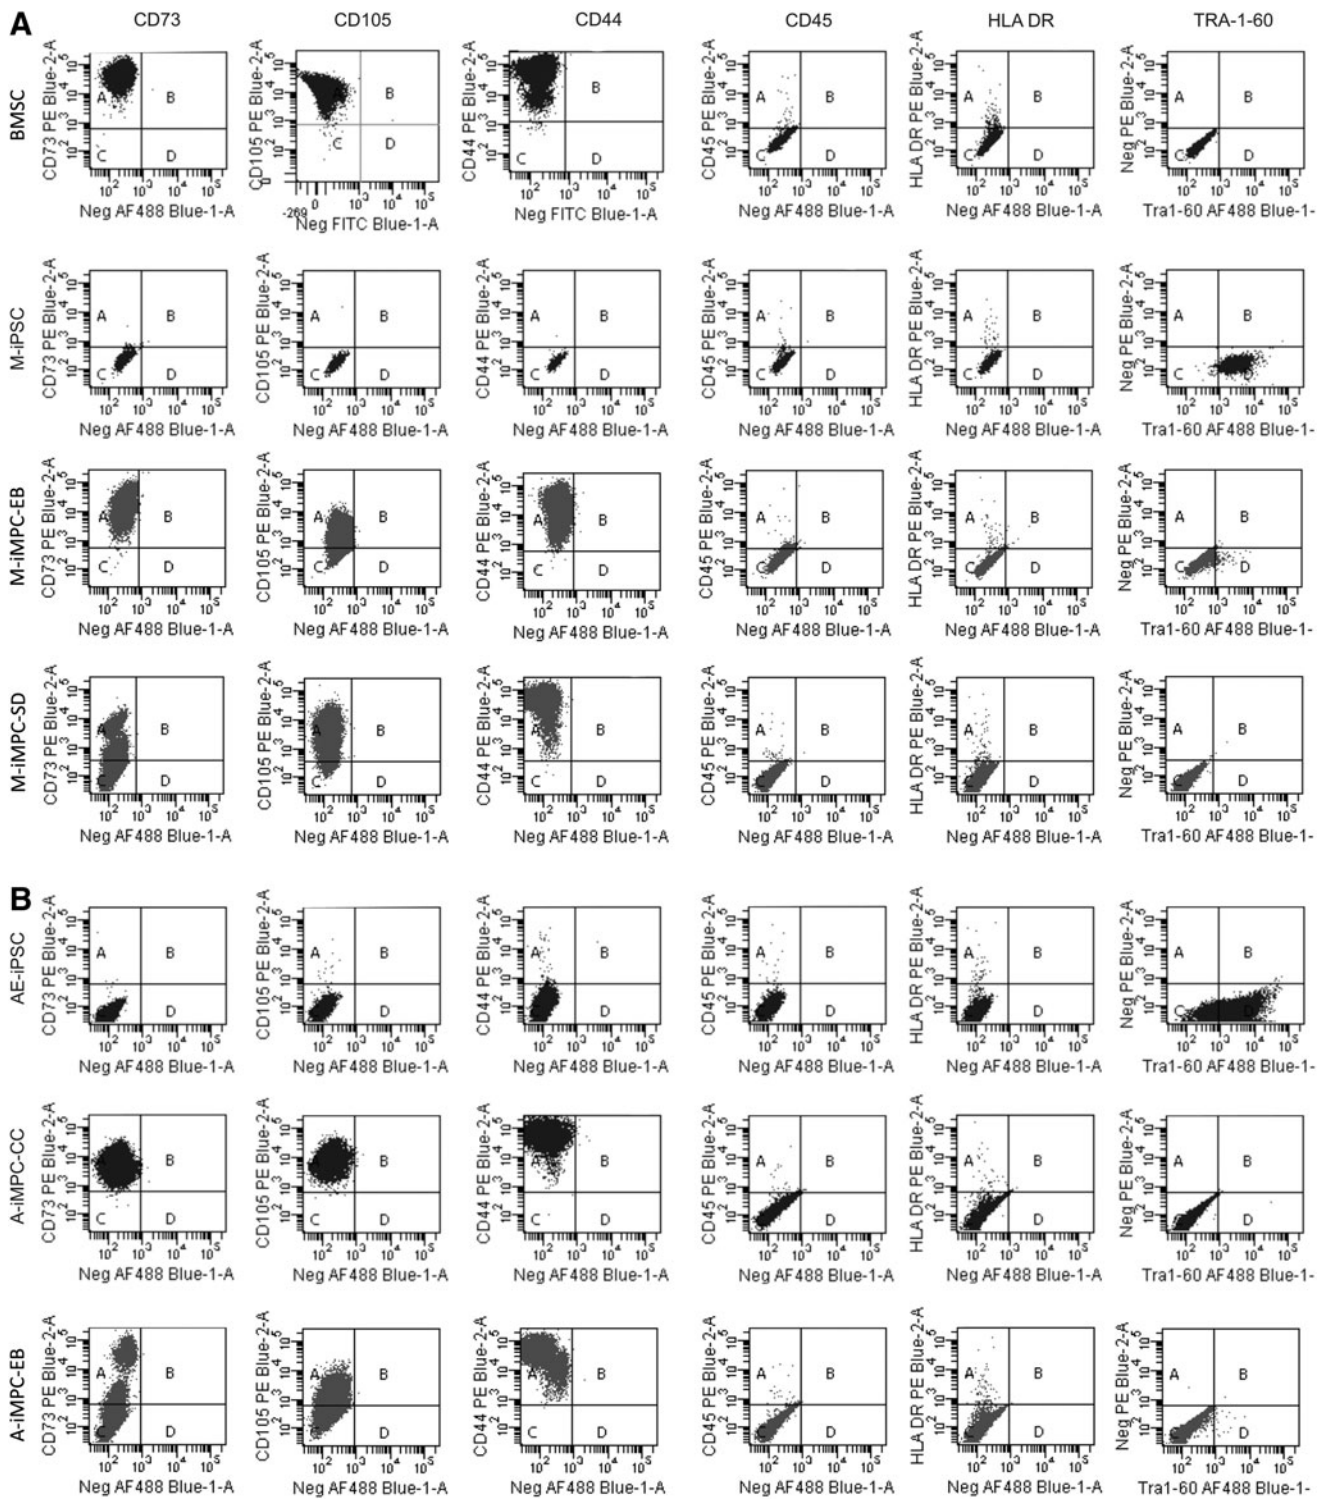 A
CD73 CD105 CD44 CD45 HLA DR TRA-1-60
BMSC
CD73 PE Blue-2-A CD105 PE Blue-2-A CD44 PE Blue-2-A CD45 PE Blue-2-A HLA DR PE Blue-2-A Neg PE Blue-2-A
A B C D A B C D A B C D A B C D A B C D A B C D
-269 0
Neg AF488 Blue-1-A Neg FITC Blue-1-A Neg FITC Blue-1-A Neg AF488 Blue-1-A Neg AF488 Blue-1-A Tra1-60 AF488 Blue-1-
M-iPSC
CD73 PE Blue-2-A CD105 PE Blue-2-A CD44 PE Blue-2-A CD45 PE Blue-2-A HLA DR PE Blue-2-A Neg PE Blue-2-A
A B C D A B C D A B C D A B C D A B C D A B C D
Neg AF488 Blue-1-A Neg AF488 Blue-1-A Neg AF488 Blue-1-A Neg AF488 Blue-1-A Neg AF488 Blue-1-A Tra1-60 AF488 Blue-1-
M-iMPC-EB
CD73 PE Blue-2-A CD105 PE Blue-2-A CD44 PE Blue-2-A CD45 PE Blue-2-A HLA DR PE Blue-2-A Neg PE Blue-2-A
A B C D A B C D A B C D A B C D A B C D A B C D
Neg AF488 Blue-1-A Neg AF488 Blue-1-A Neg AF488 Blue-1-A Neg AF488 Blue-1-A Neg AF488 Blue-1-A Tra1-60 AF488 Blue-1-
M-iMPC-SD
CD73 PE Blue-2-A CD105 PE Blue-2-A CD44 PE Blue-2-A CD45 PE Blue-2-A HLA DR PE Blue-2-A Neg PE Blue-2-A
A B C D A B C D A B C D A B C D A B C D A B C D
Neg AF488 Blue-1-A Neg AF488 Blue-1-A Neg AF488 Blue-1-A Neg AF488 Blue-1-A Neg AF488 Blue-1-A Tra1-60 AF488 Blue-1-
B
AE-iPSC
CD73 PE Blue-2-A CD105 PE Blue-2-A CD44 PE Blue-2-A CD45 PE Blue-2-A HLA DR PE Blue-2-A Neg PE Blue-2-A
A B D A B D A B D A B D A B D A B C D
Neg AF488 Blue-1-A Neg AF488 Blue-1-A Neg AF488 Blue-1-A Neg AF488 Blue-1-A Neg AF488 Blue-1-A Tra1-60 AF488 Blue-1-
A-iMPC-CC
CD73 PE Blue-2-A CD105 PE Blue-2-A CD44 PE Blue-2-A CD45 PE Blue-2-A HLA DR PE Blue-2-A Neg PE Blue-2-A
B C D B C D B C D A B C D A B C D A B C D
Neg AF488 Blue-1-A Neg AF488 Blue-1-A Neg AF488 Blue-1-A Neg AF488 Blue-1-A Neg AF488 Blue-1-A Tra1-60 AF488 Blue-1-
A-iMPC-EB
CD73 PE Blue-2-A CD105 PE Blue-2-A CD44 PE Blue-2-A CD45 PE Blue-2-A HLA DR PE Blue-2-A Neg PE Blue-2-A
A B C D A B C D A B C D A B C D A B C D A B C D
Neg AF488 Blue-1-A Neg AF488 Blue-1-A Neg AF488 Blue-1-A Neg AF488 Blue-1-A Neg AF488 Blue-1-A Tra1-60 AF488 Blue-1-